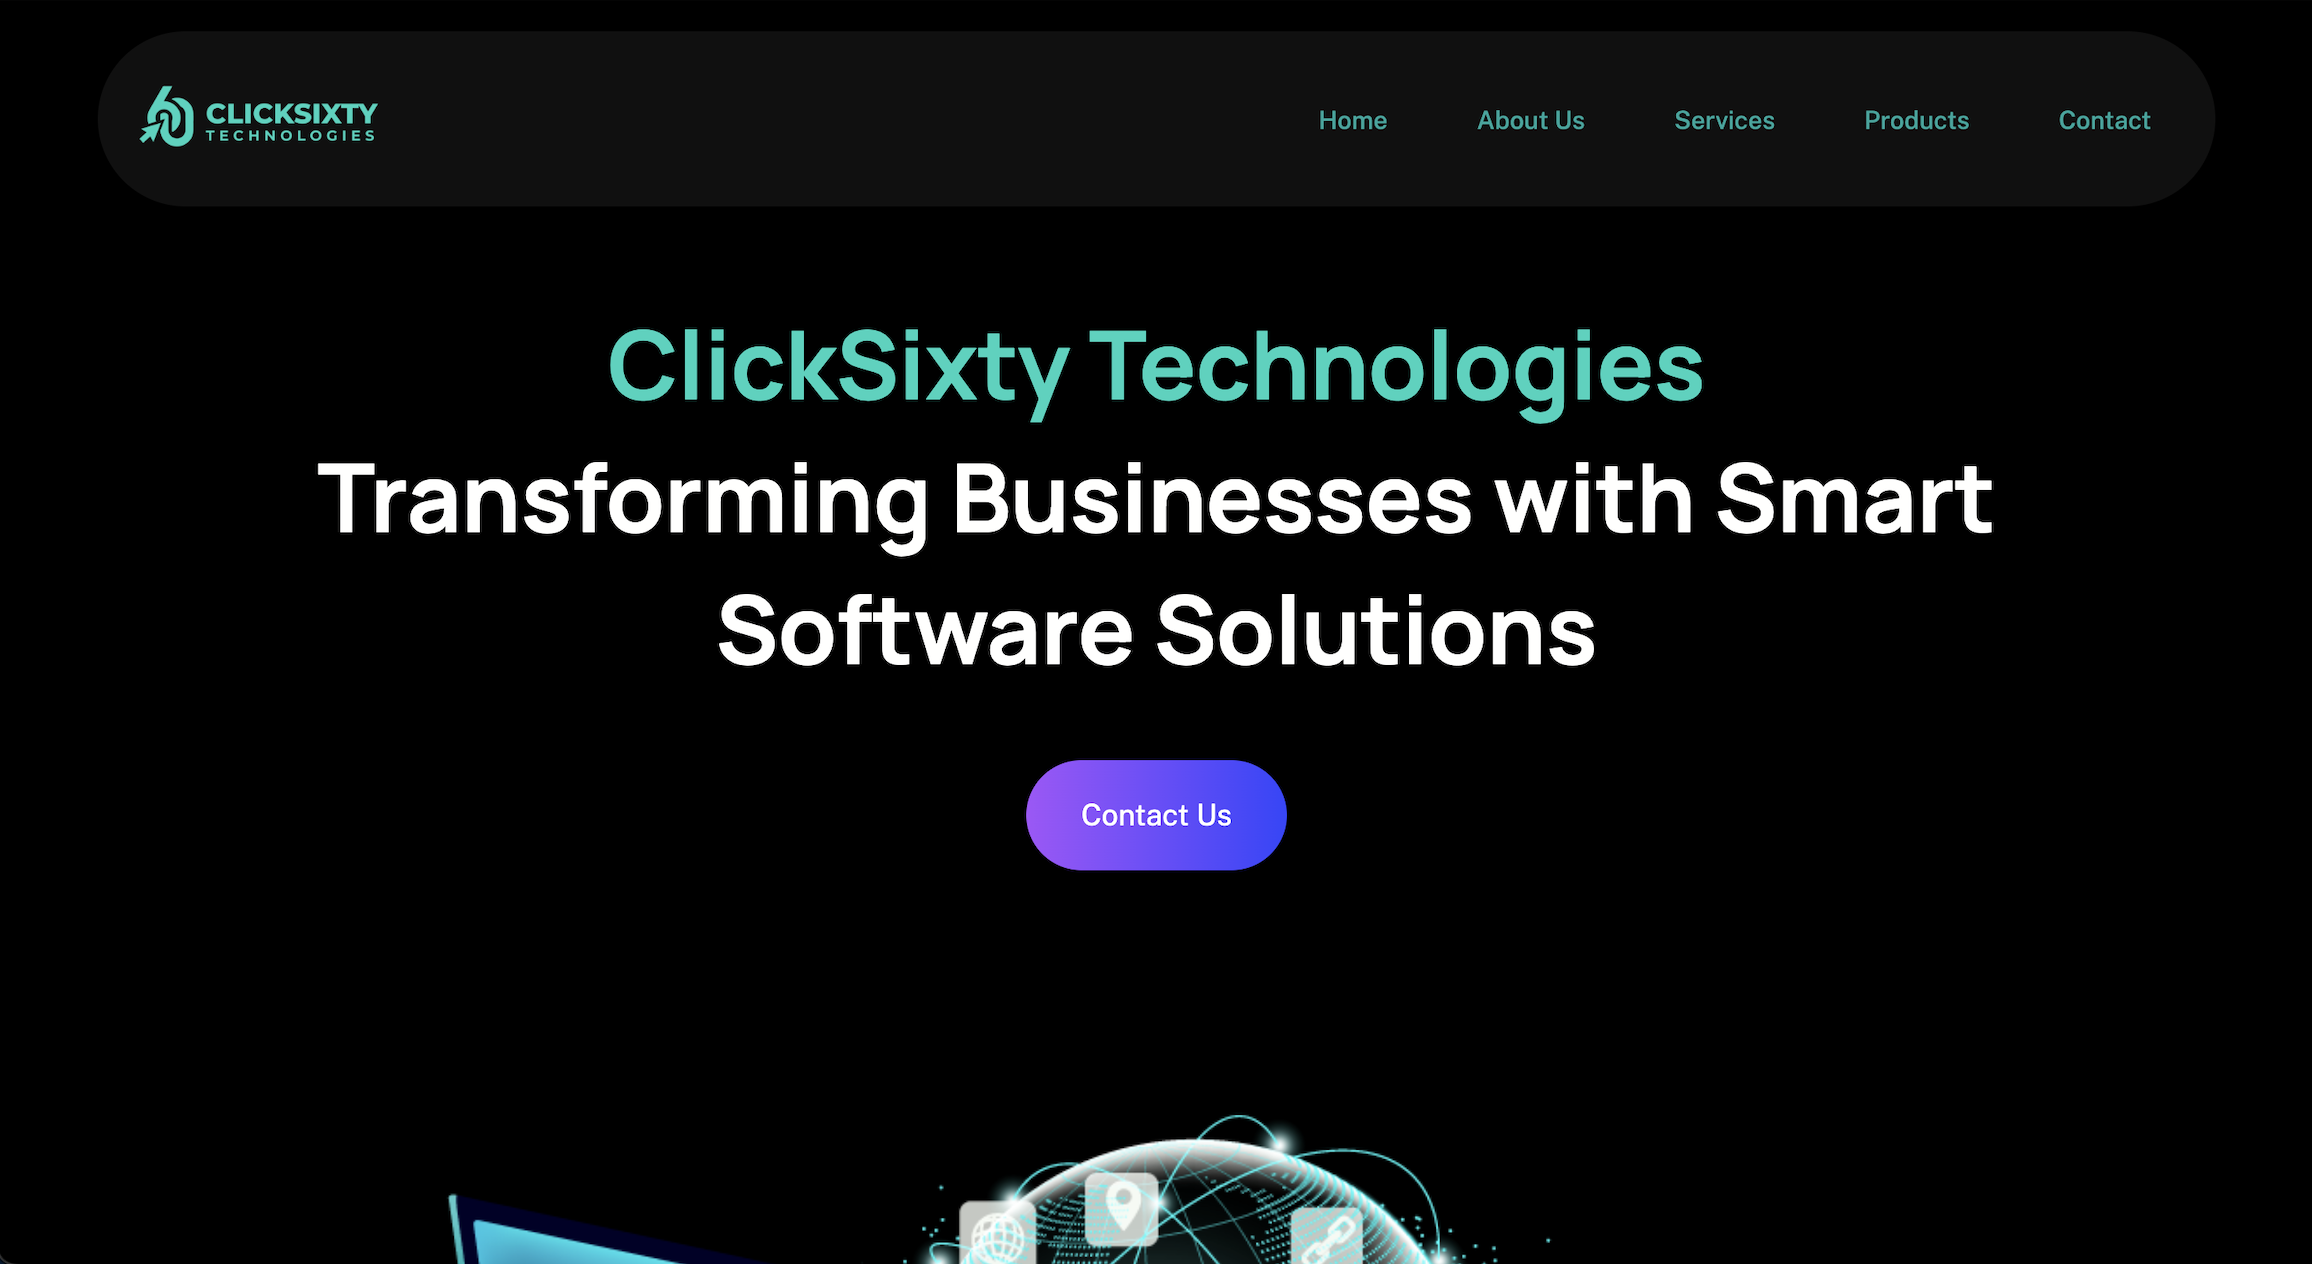 CLICKSIXTY
TECHNOLOGIES
Home
About Us
Services
Products
Contact
ClickSixty Technologies
Transforming Businesses with Smart
Software Solutions
Contact Us